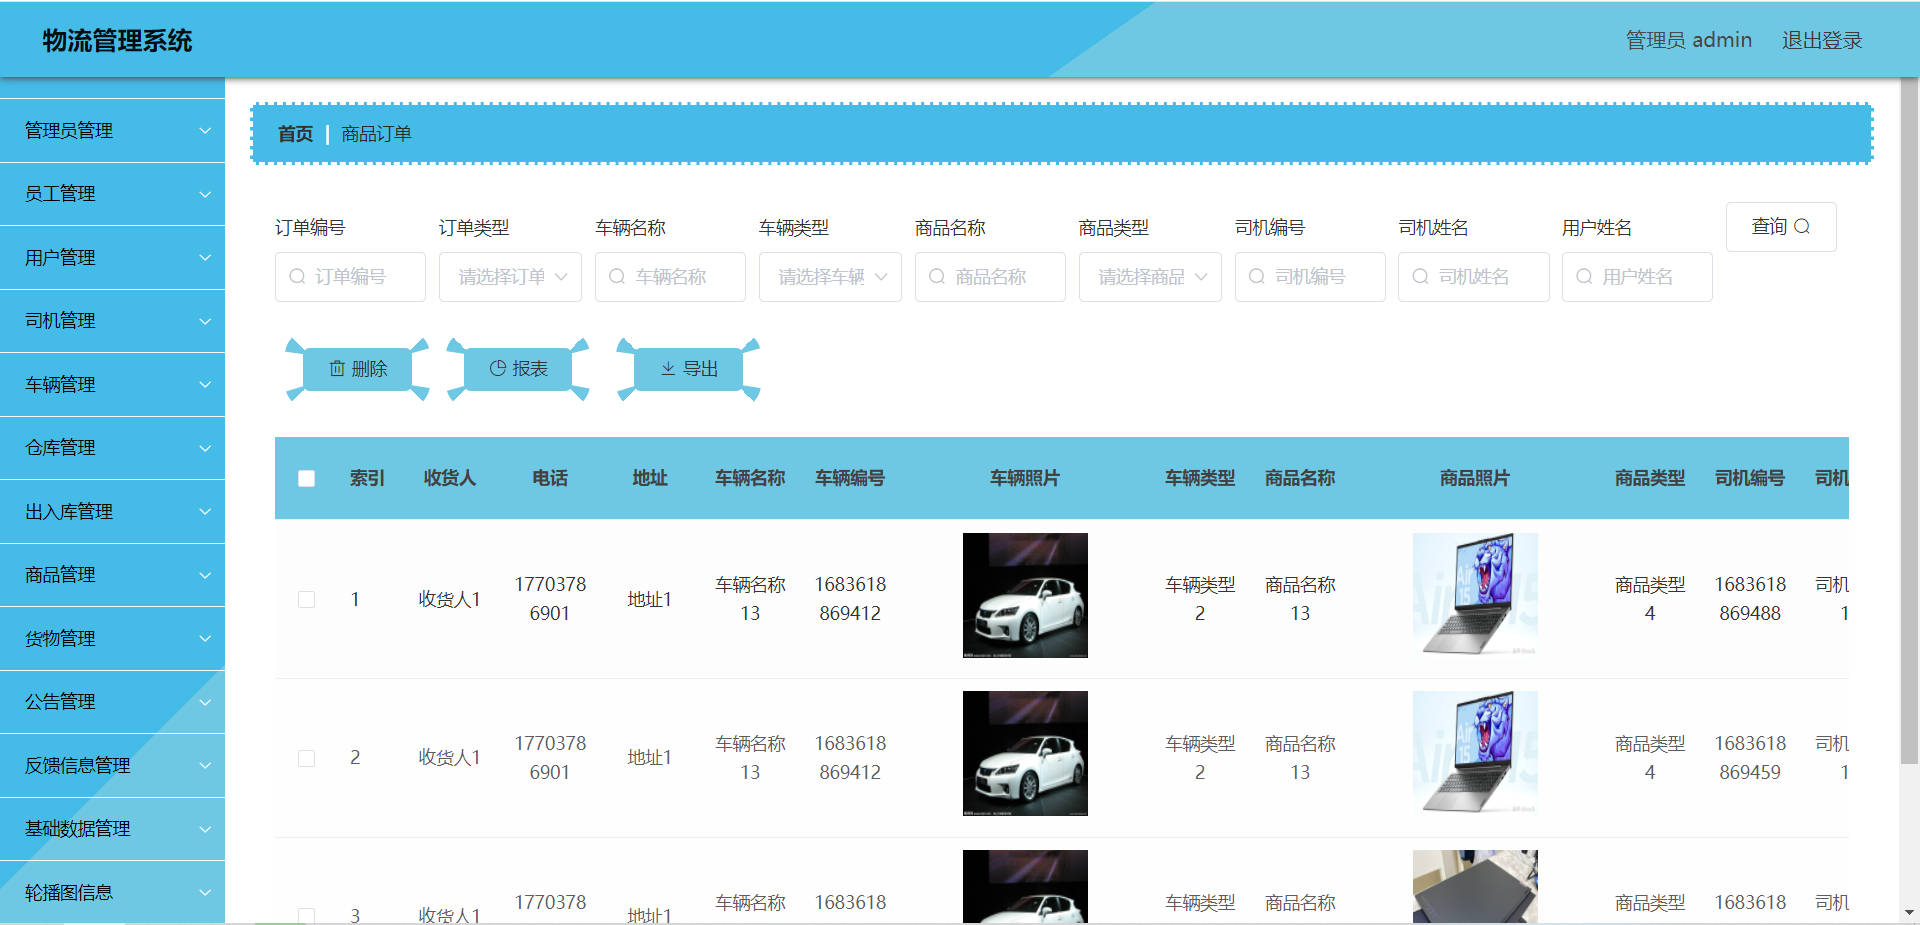 物流管理系统
管理员 admin 退出登录
管理员管理
员工管理
用户管理
司机管理
车辆管理
仓库管理
出入库管理
商品管理
货物管理
公告管理
反馈信息管理
基础数据管理
轮播图信息
首页 | 商品订单
订单编号 订单类型 车辆名称 车辆类型 商品名称 商品类型 司机编号 司机姓名 用户姓名 查询
订单编号 请选择订单 车辆名称 请选择车辆 商品名称 请选择商品 司机编号 司机姓名 用户姓名
删除 报表 导出
索引 收货人 电话 地址 车辆名称 车辆编号 车辆照片 车辆类型 商品名称 商品照片 商品类型 司机编号 司机
1 收货人1 1770378 6901 地址1 车辆名称 13 1683618 869412 车辆类型 2 商品名称 13 商品类型 4 1683618 869488 司机 1
2 收货人1 1770378 6901 地址1 车辆名称 13 1683618 869412 车辆类型 2 商品名称 13 商品类型 4 1683618 869459 司机 1
3 收货人1 1770378 地址1 车辆名称 1683618 车辆类型 商品名称 商品类型 1683618 司机